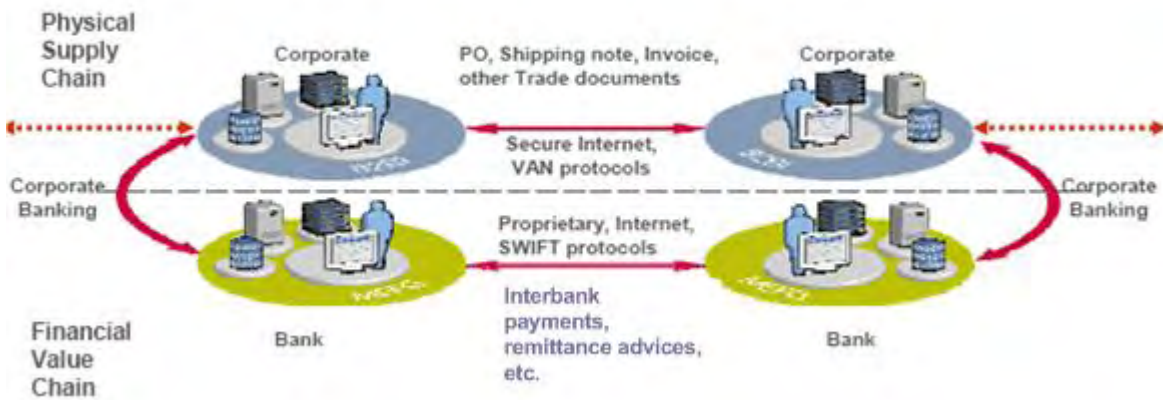 Physical
Supply
Chain
Corporate
PO, Shipping note, Invoice,
other Trade documents
Corporate
Secure Internet,
VAN protocols
Corporate
Banking
Corporate
Banking
Proprietary, Internet,
SWIFT protocols
Interbank
payments,
remittance advices,
etc.
Bank
Bank
Financial
Value
Chain